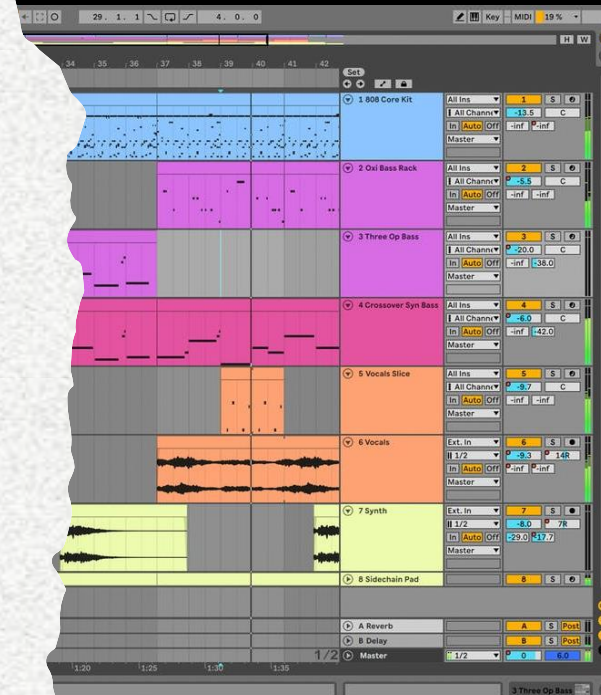 29. 1. 1 4. 0. 0 Key MIDI 19 %
H W
34 35 36 37 38 39 40 41 42
Set
1 808 Core Kit All Ins 1 S
All Channe -13.5 C
In Auto Off -inf -inf
Master
2 Oxi Bass Rack All Ins 2 S
All Channe -5.5 C
In Auto Off -inf -inf
Master
3 Three Op Bass All Ins 3 S
All Channe -20.0 C
In Auto Off -inf -38.0
Master
4 Crossover Syn Bass All Ins 4 S
All Channe -6.0 C
In Auto Off -inf -42.0
Master
5 Vocals Slice All Ins 5 S
All Channe -9.7 C
In Auto Off -inf -inf
Master
6 Vocals Ext. In 6 S
1/2 -9.3 14R
In Auto Off -inf -inf
Master
7 Synth Ext. In 7 S
1/2 -8.0 7R
In Auto Off -29.0 -17.7
Master
8 Sidechain Pad 8 S
A Reverb A S Post
B Delay B S Post
1/2 Master 1/2 0 6.0
1:20 1:25 1:30 1:35
3 Three Op Bass